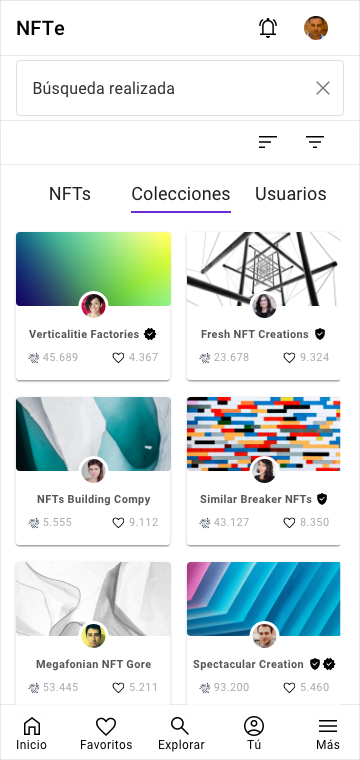 NFTe
Búsqueda realizada
NFTs Colecciones Usuarios
Verticalitie Factories
45.689 4.367
Fresh NFT Creations
23.678 9.324
NFTs Building Compy
5.555 9.112
Similar Breaker NFTs
43.127 8.350
Megafonian NFT Gore
53.445 5.211
Spectacular Creation
93.200 5.460
Inicio Favoritos Explorar Tú Más